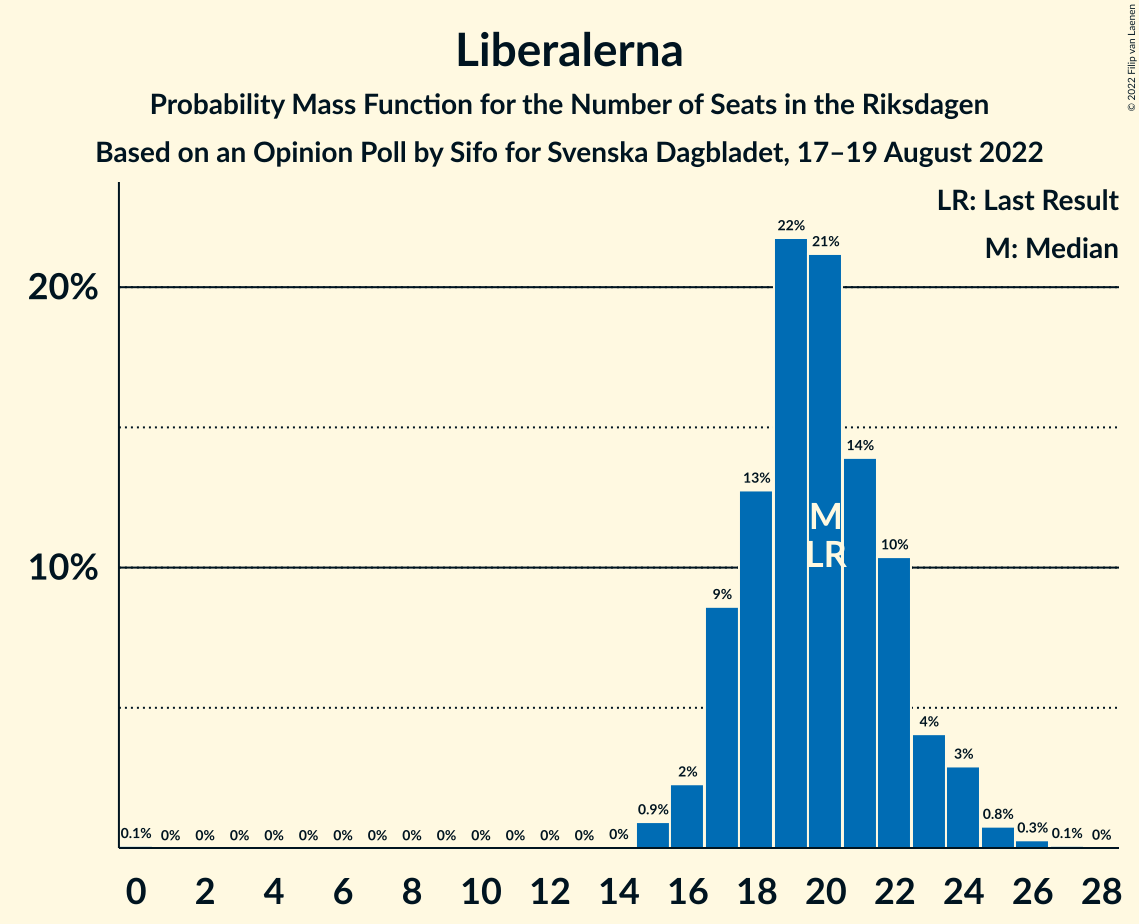 Liberalerna
Probability Mass Function for the Number of Seats in the Riksdagen
Based on an Opinion Poll by Sifo for Svenska Dagbladet, 17–19 August 2022
© 2022 Filip van Laenen
LR: Last Result
M: Median
20%
10%
0.1% 0% 0% 0% 0% 0% 0% 0% 0% 0% 0% 0% 0% 0% 0% 0.9% 2% 9% 13% 22% 21% 14% 10% 4% 3% 0.8% 0.3% 0.1% 0%
M
LR
0 2 4 6 8 10 12 14 16 18 20 22 24 26 28